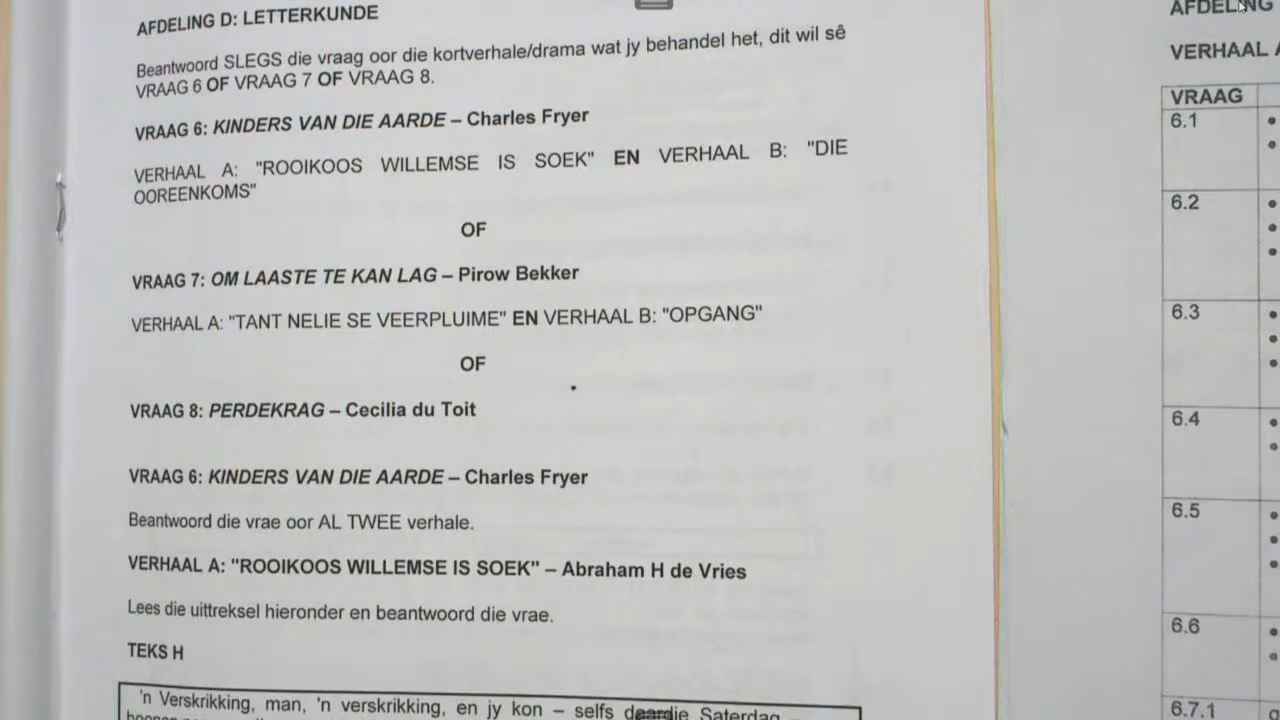 AFDELING D: LETTERKUNDE
Beantwoord SLEGS die vraag oor die kortverhale/drama wat jy behandel het, dit wil sê
VRAAG 6 OF VRAAG 7 OF VRAAG 8.
VRAAG 6: KINDERS VAN DIE AARDE – Charles Fryer
VERHAAL A: "ROOIKOOS WILLEMSE IS SOEK" EN VERHAAL B: "DIE
OOREENKOMS"
OF
VRAAG 7: OM LAASTE TE KAN LAG – Pirow Bekker
VERHAAL A: "TANT NELIE SE VEERPLUIME" EN VERHAAL B: "OPGANG"
OF
VRAAG 8: PERDEKRAG – Cecilia du Toit
VRAAG 6: KINDERS VAN DIE AARDE – Charles Fryer
Beantwoord die vrae oor AL TWEE verhale.
VERHAAL A: "ROOIKOOS WILLEMSE IS SOEK" – Abraham H de Vries
Lees die uittreksel hieronder en beantwoord die vrae.
TEKS H
'n Verskrikking, man, 'n verskrikking, en jy kon – selfs daardie Saterdag
AFDELING
VERHAAL A
VRAAG
6.1
6.2
6.3
6.4
6.5
6.6
6.7.1